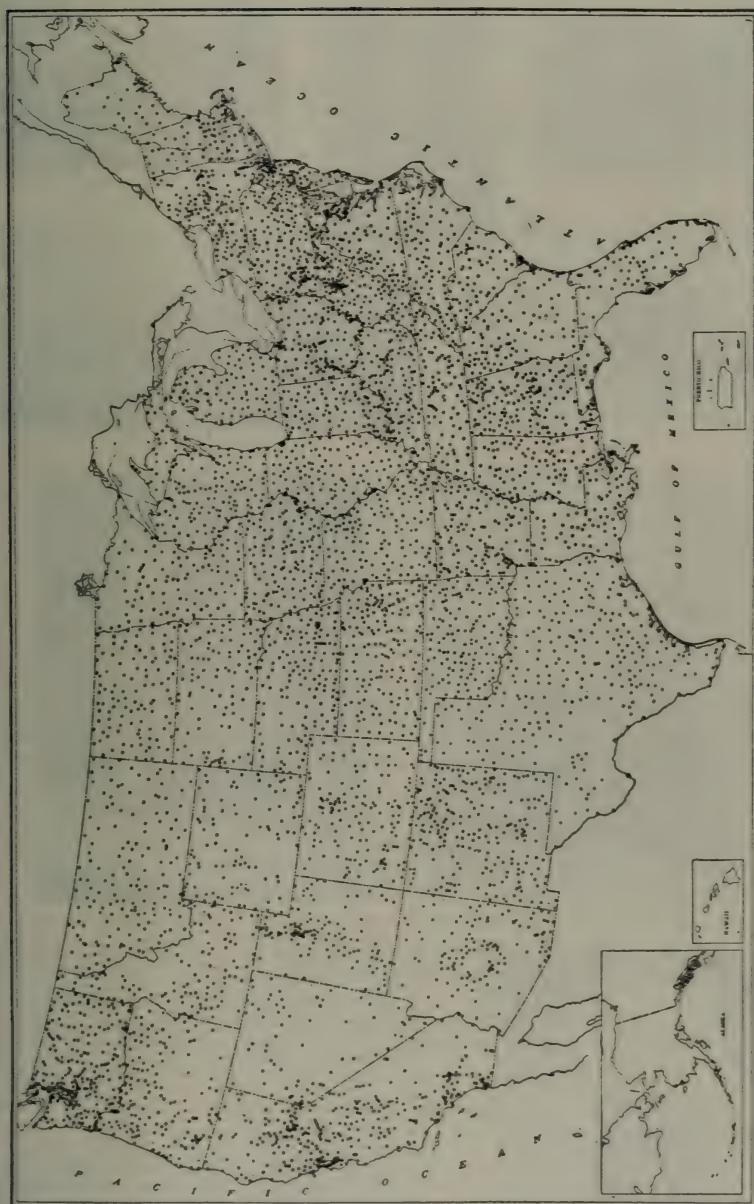 ATLANTIC OCEAN
GULF OF MEXICO
PUERTO RICO
HAWAII
ALASKA
PACIFIC OCEAN